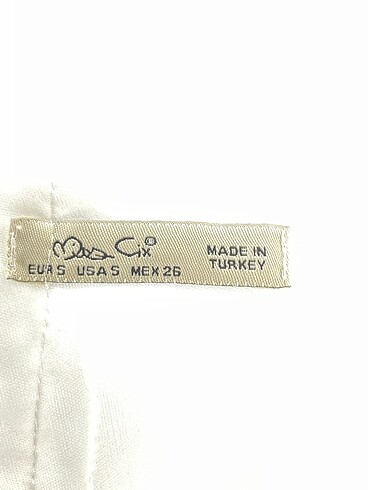 Miss Cix®
EUR S USA S MEX 26
MADE IN
TURKEY